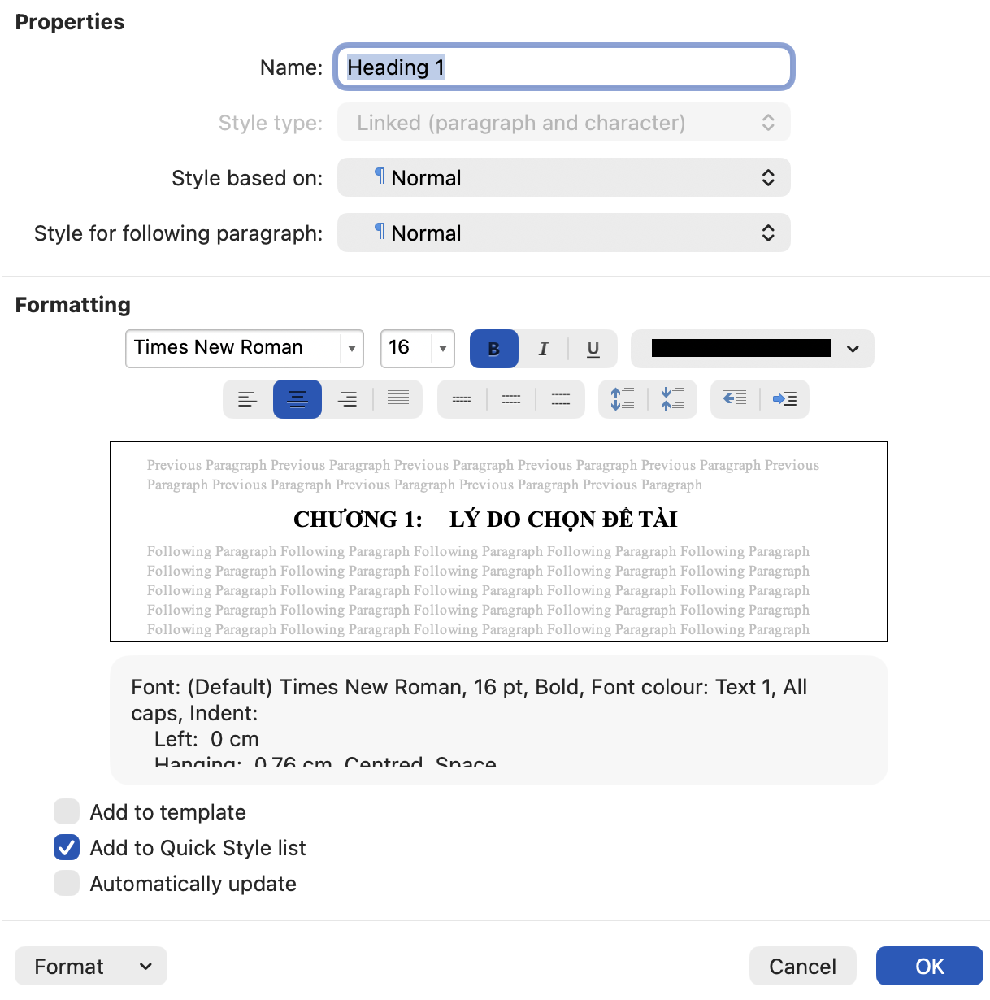 Properties
Name: Heading 1
Style type: Linked (paragraph and character)
Style based on: ¶ Normal
Style for following paragraph: ¶ Normal
Formatting
Times New Roman 16 B I U
Previous Paragraph Previous Paragraph Previous Paragraph Previous Paragraph Previous Paragraph Previous
Paragraph Previous Paragraph Previous Paragraph Previous Paragraph Previous Paragraph
CHƯƠNG 1: LÝ DO CHỌN ĐỀ TÀI
Following Paragraph Following Paragraph Following Paragraph Following Paragraph Following Paragraph
Following Paragraph Following Paragraph Following Paragraph Following Paragraph Following Paragraph
Following Paragraph Following Paragraph Following Paragraph Following Paragraph Following Paragraph
Following Paragraph Following Paragraph Following Paragraph Following Paragraph Following Paragraph
Following Paragraph Following Paragraph Following Paragraph Following Paragraph Following Paragraph
Font: (Default) Times New Roman, 16 pt, Bold, Font colour: Text 1, All
caps, Indent:
Left: 0 cm
Hanging: 0.76 cm, Centred, Space
Add to template
Add to Quick Style list
Automatically update
Format Cancel OK